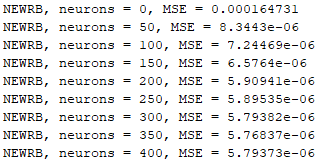 NEWRB, neurons = 0, MSE = 0.000164731
NEWRB, neurons = 50, MSE = 8.3443e-06
NEWRB, neurons = 100, MSE = 7.24469e-06
NEWRB, neurons = 150, MSE = 6.5764e-06
NEWRB, neurons = 200, MSE = 5.90941e-06
NEWRB, neurons = 250, MSE = 5.89535e-06
NEWRB, neurons = 300, MSE = 5.79382e-06
NEWRB, neurons = 350, MSE = 5.76837e-06
NEWRB, neurons = 400, MSE = 5.79373e-06